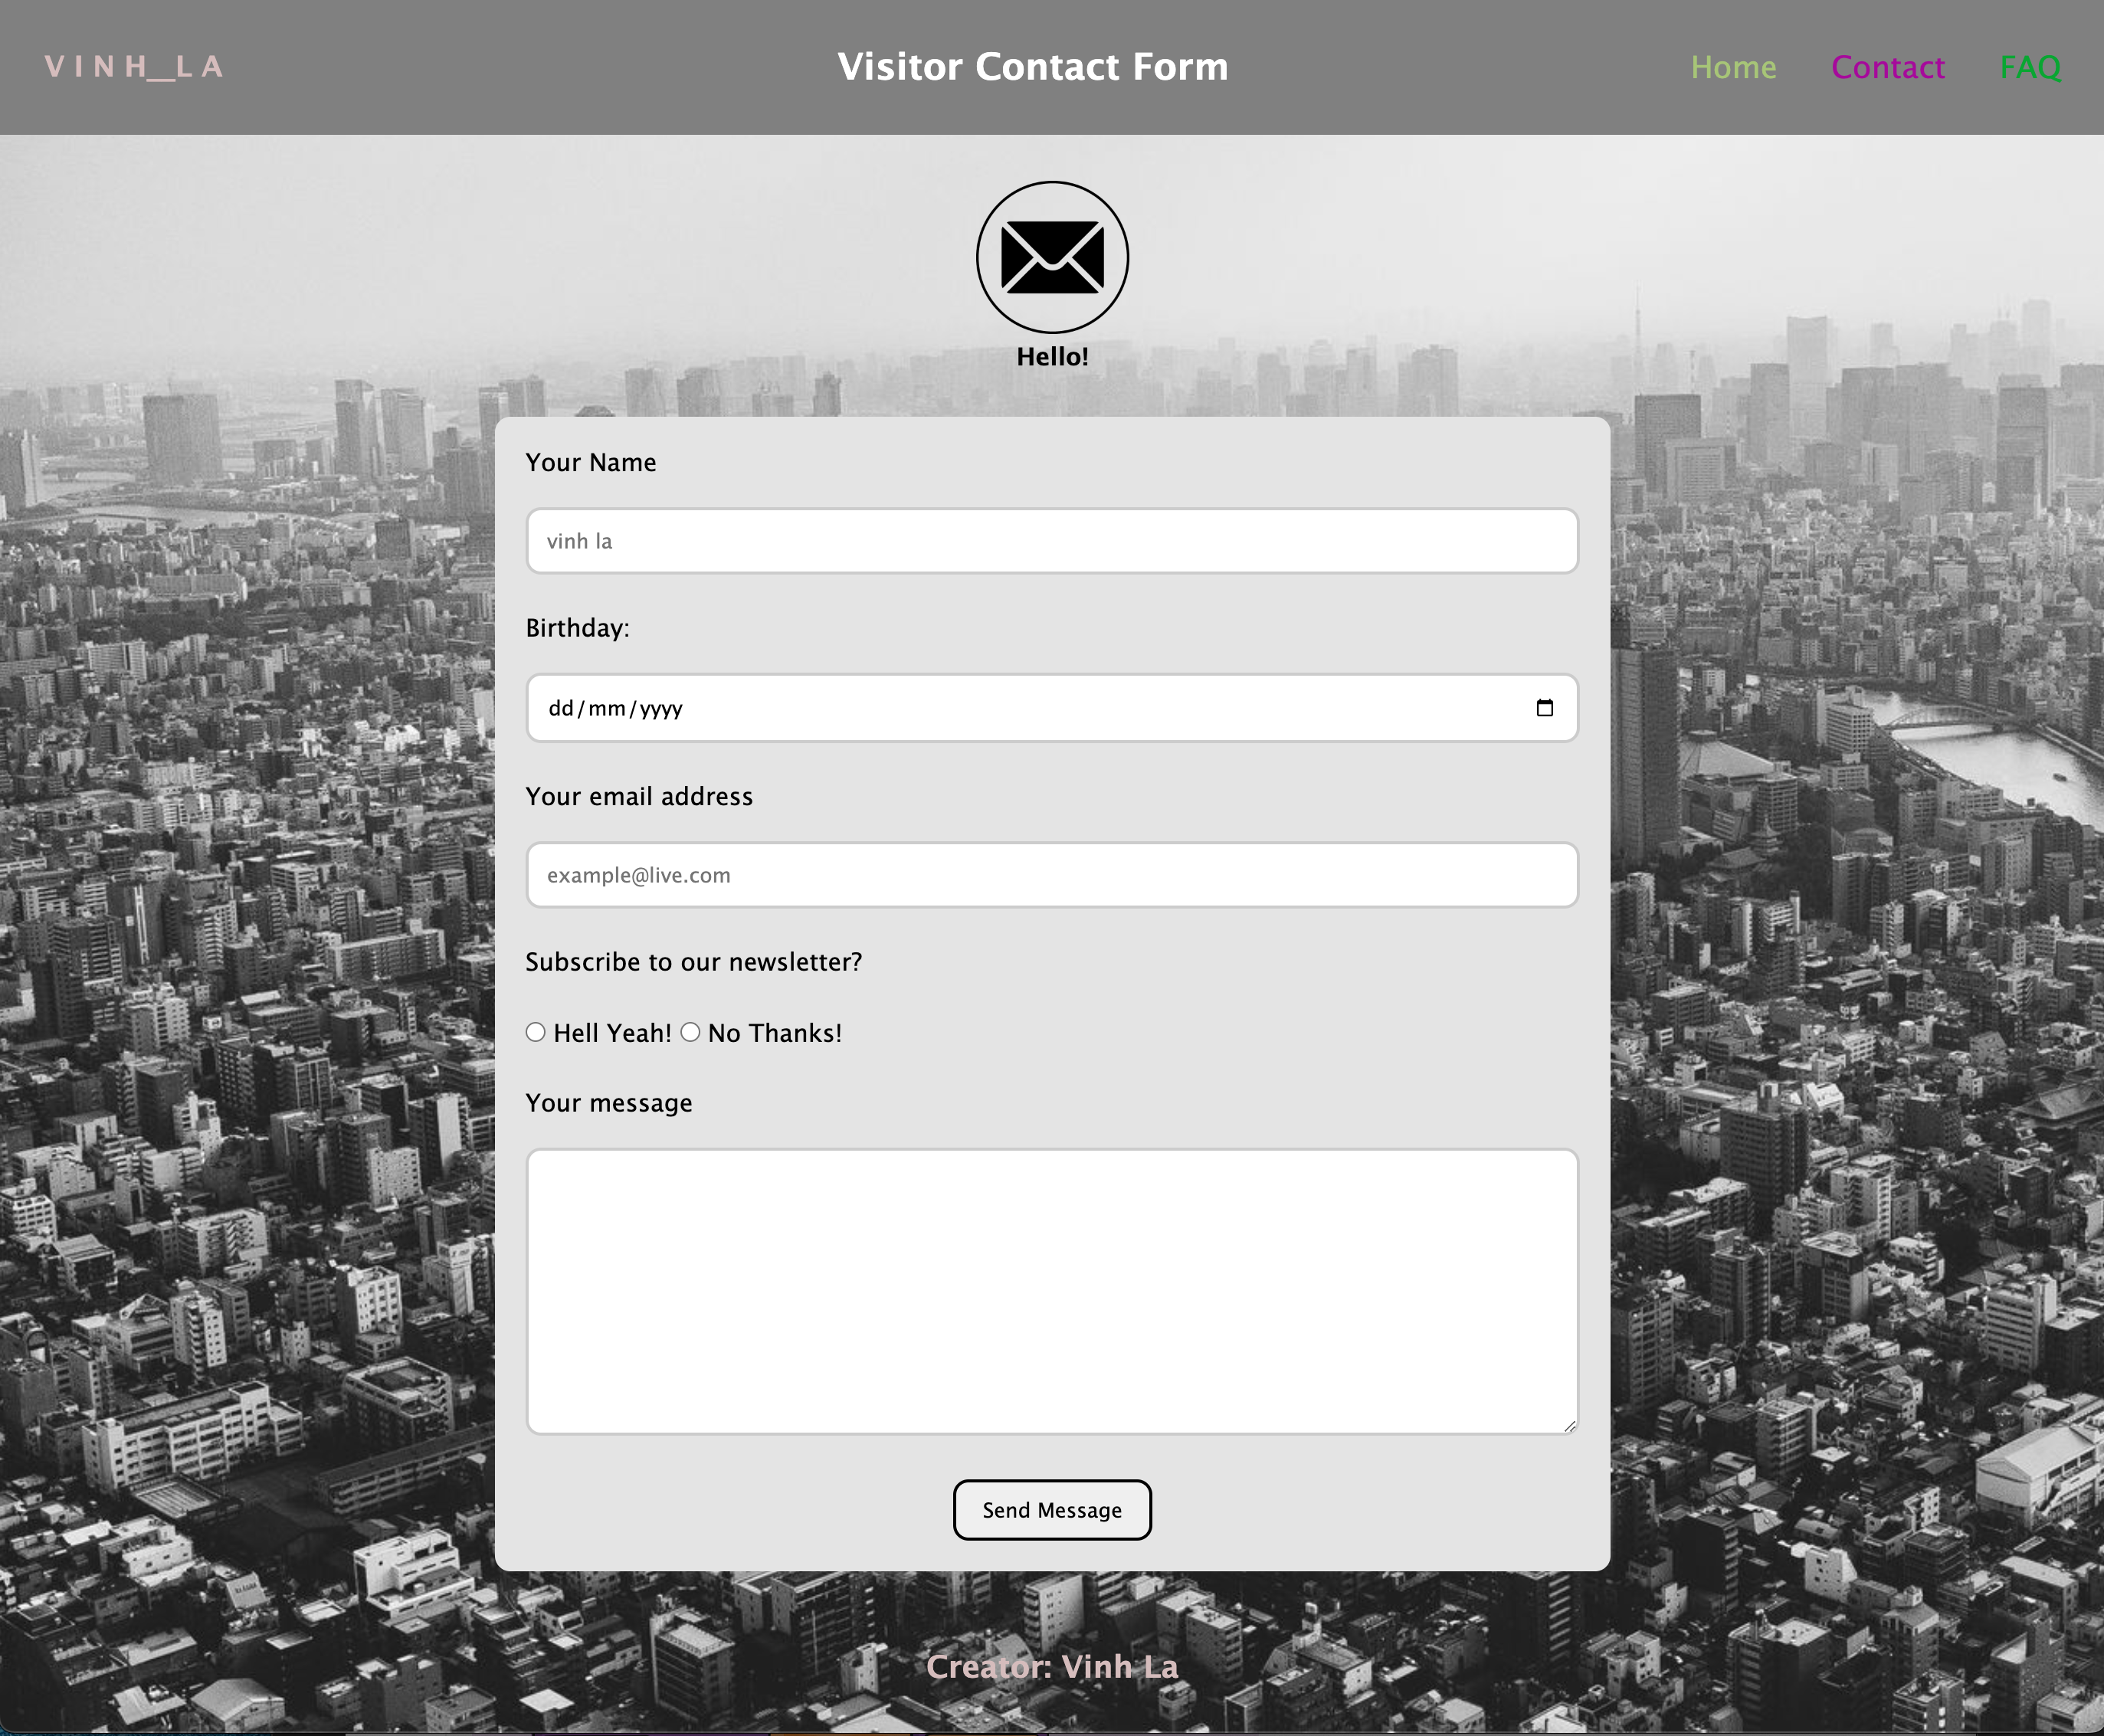 VINH__LA
Visitor Contact Form
Home Contact FAQ
Hello!
Your Name
vinh la
Birthday:
dd/mm/yyyy
Your email address
example@live.com
Subscribe to our newsletter?
Hell Yeah! No Thanks!
Your message
Send Message
Creator: Vinh La